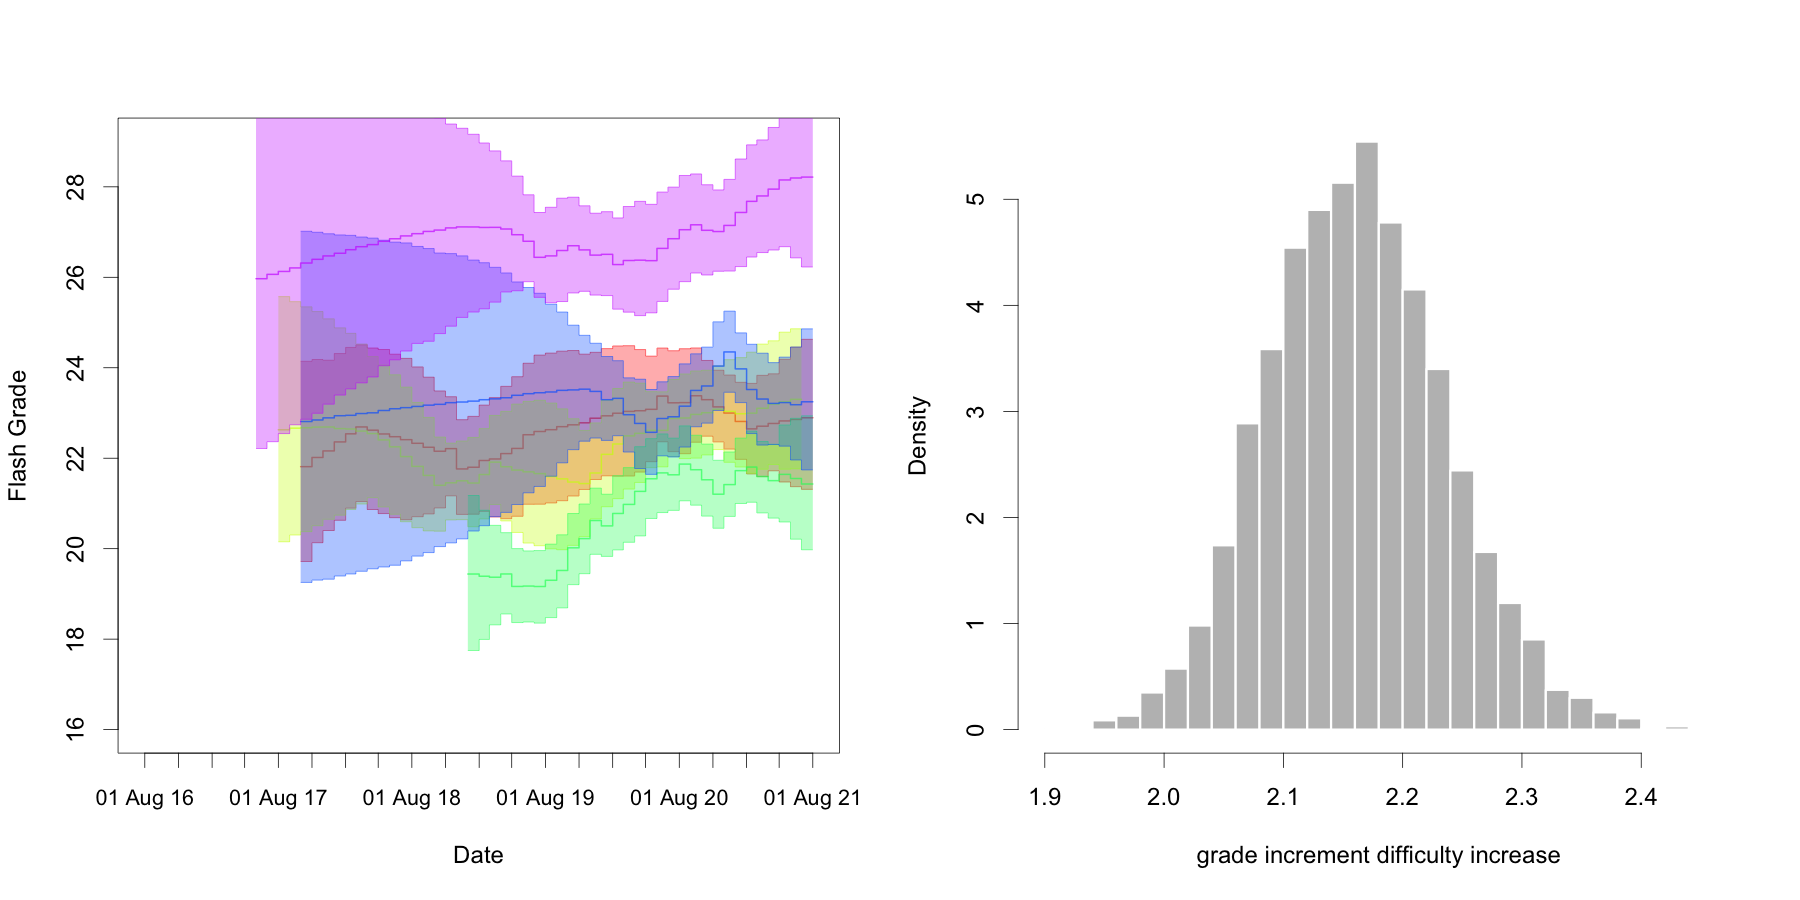 Flash Grade
28
26
24
22
20
18
16
01 Aug 16
01 Aug 17
01 Aug 18
01 Aug 19
01 Aug 20
01 Aug 21
Date
Density
5
4
3
2
1
0
1.9
2.0
2.1
2.2
2.3
2.4
grade increment difficulty increase